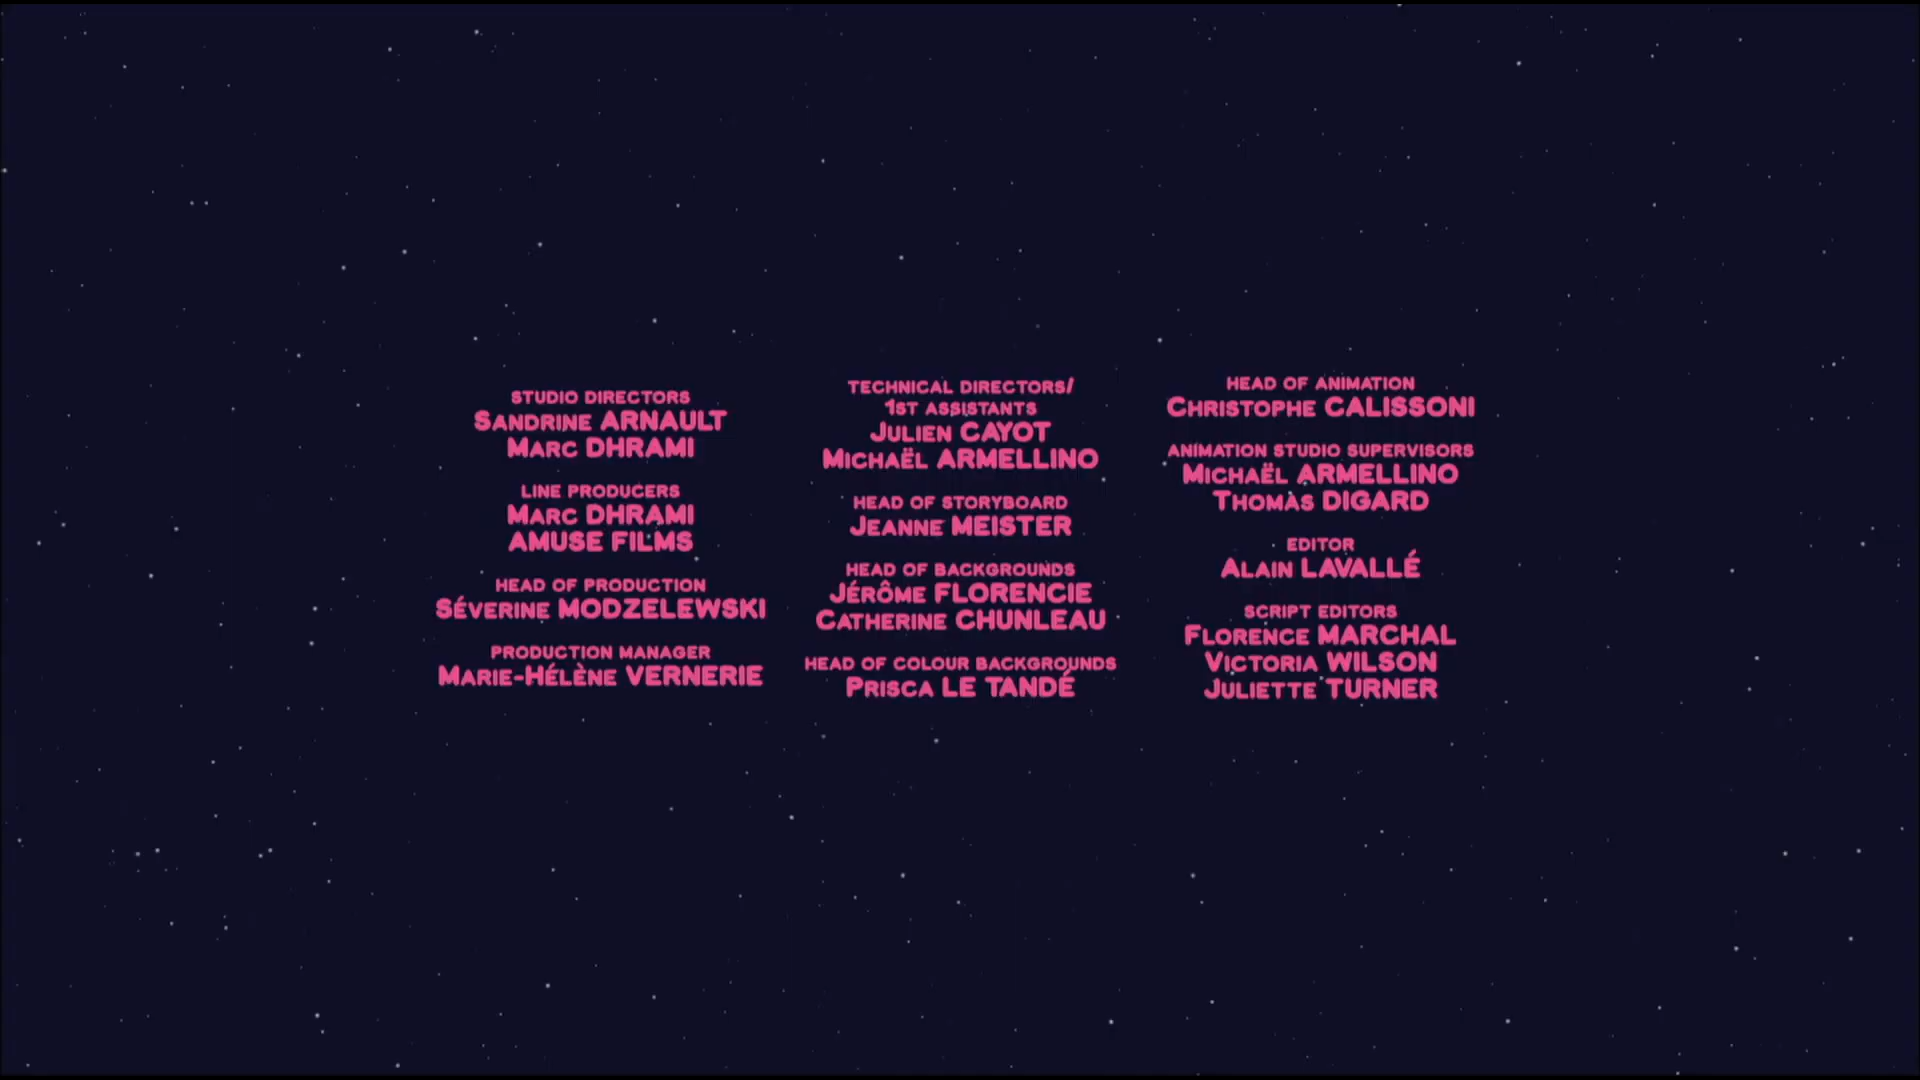 STUDIO DIRECTORS
SANDRINE ARNAULT
MARC DHRAMI
LINE PRODUCERS
MARC DHRAMI
AMUSE FILMS
HEAD OF PRODUCTION
SÉVERINE MODZELEWSKI
PRODUCTION MANAGER
MARIE-HÉLÈNE VERNERIE
TECHNICAL DIRECTORS/
1ST ASSISTANTS
JULIEN CAYOT
MICHAËL ARMELLINO
HEAD OF STORYBOARD
JEANNE MEISTER
HEAD OF BACKGROUNDS
JÉRÔME FLORENCIE
CATHERINE CHUNLEAU
HEAD OF COLOUR BACKGROUNDS
PRISCA LE TANDÉ
HEAD OF ANIMATION
CHRISTOPHE CALISSONI
ANIMATION STUDIO SUPERVISORS
MICHAËL ARMELLINO
THOMAS DIGARD
EDITOR
ALAIN LAVALLÉ
SCRIPT EDITORS
FLORENCE MARCHAL
VICTORIA WILSON
JULIETTE TURNER